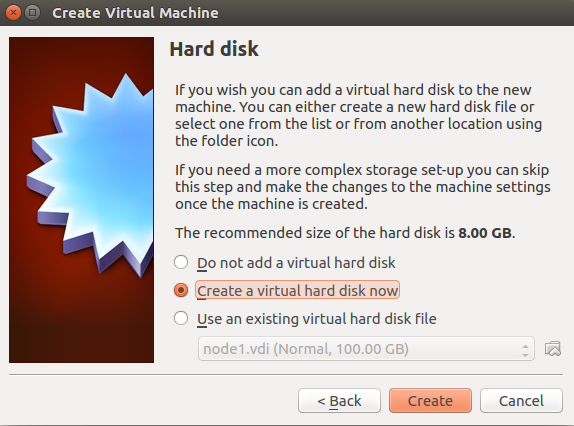 Create Virtual Machine
Hard disk
If you wish you can add a virtual hard disk to the new
machine. You can either create a new hard disk file or
select one from the list or from another location using
the folder icon.
If you need a more complex storage set-up you can skip
this step and make the changes to the machine settings
once the machine is created.
The recommended size of the hard disk is 8.00 GB.
Do not add a virtual hard disk
Create a virtual hard disk now
Use an existing virtual hard disk file
node1.vdi (Normal, 100.00 GB)
< Back
Create
Cancel